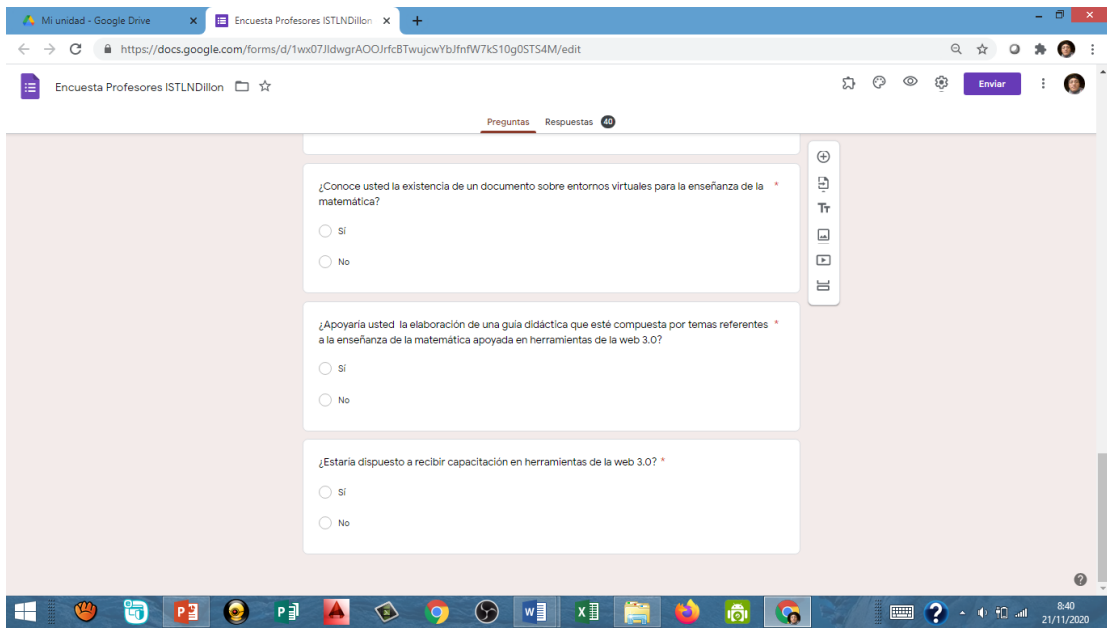 Mi unidad - Google Drive
Encuesta Profesores ISTLNDillon
https://docs.google.com/forms/d/1wx07JIdwgrAOOJrfcBTwujcwYbJfnfW7kS10g0STS4M/edit
Encuesta Profesores ISTLNDillon
Enviar
Preguntas Respuestas 40
¿Conoce usted la existencia de un documento sobre entornos virtuales para la enseñanza de la *
matemática?
Sí
No
¿Apoyaría usted la elaboración de una guía didáctica que esté compuesta por temas referentes *
a la enseñanza de la matemática apoyada en herramientas de la web 3.0?
Sí
No
¿Estaría dispuesto a recibir capacitación en herramientas de la web 3.0? *
Sí
No
8:40
21/11/2020